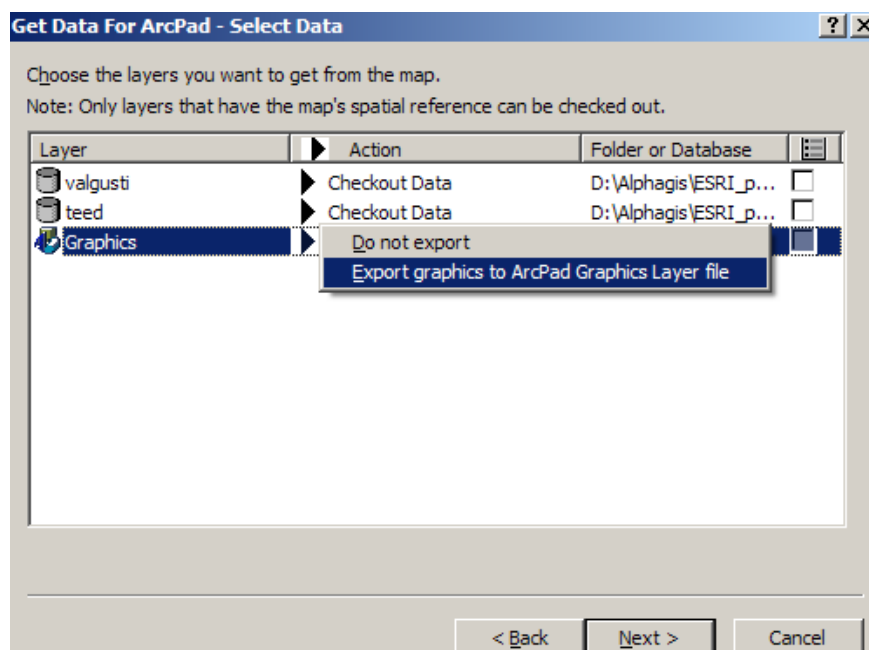 Get Data For ArcPad - Select Data
Choose the layers you want to get from the map.
Note: Only layers that have the map's spatial reference can be checked out.
Layer Action Folder or Database
valgusti Checkout Data D:\Alphagis\ESRI_p...
teed Checkout Data D:\Alphagis\ESRI_p...
Graphics
Do not export
Export graphics to ArcPad Graphics Layer file
< Back Next > Cancel